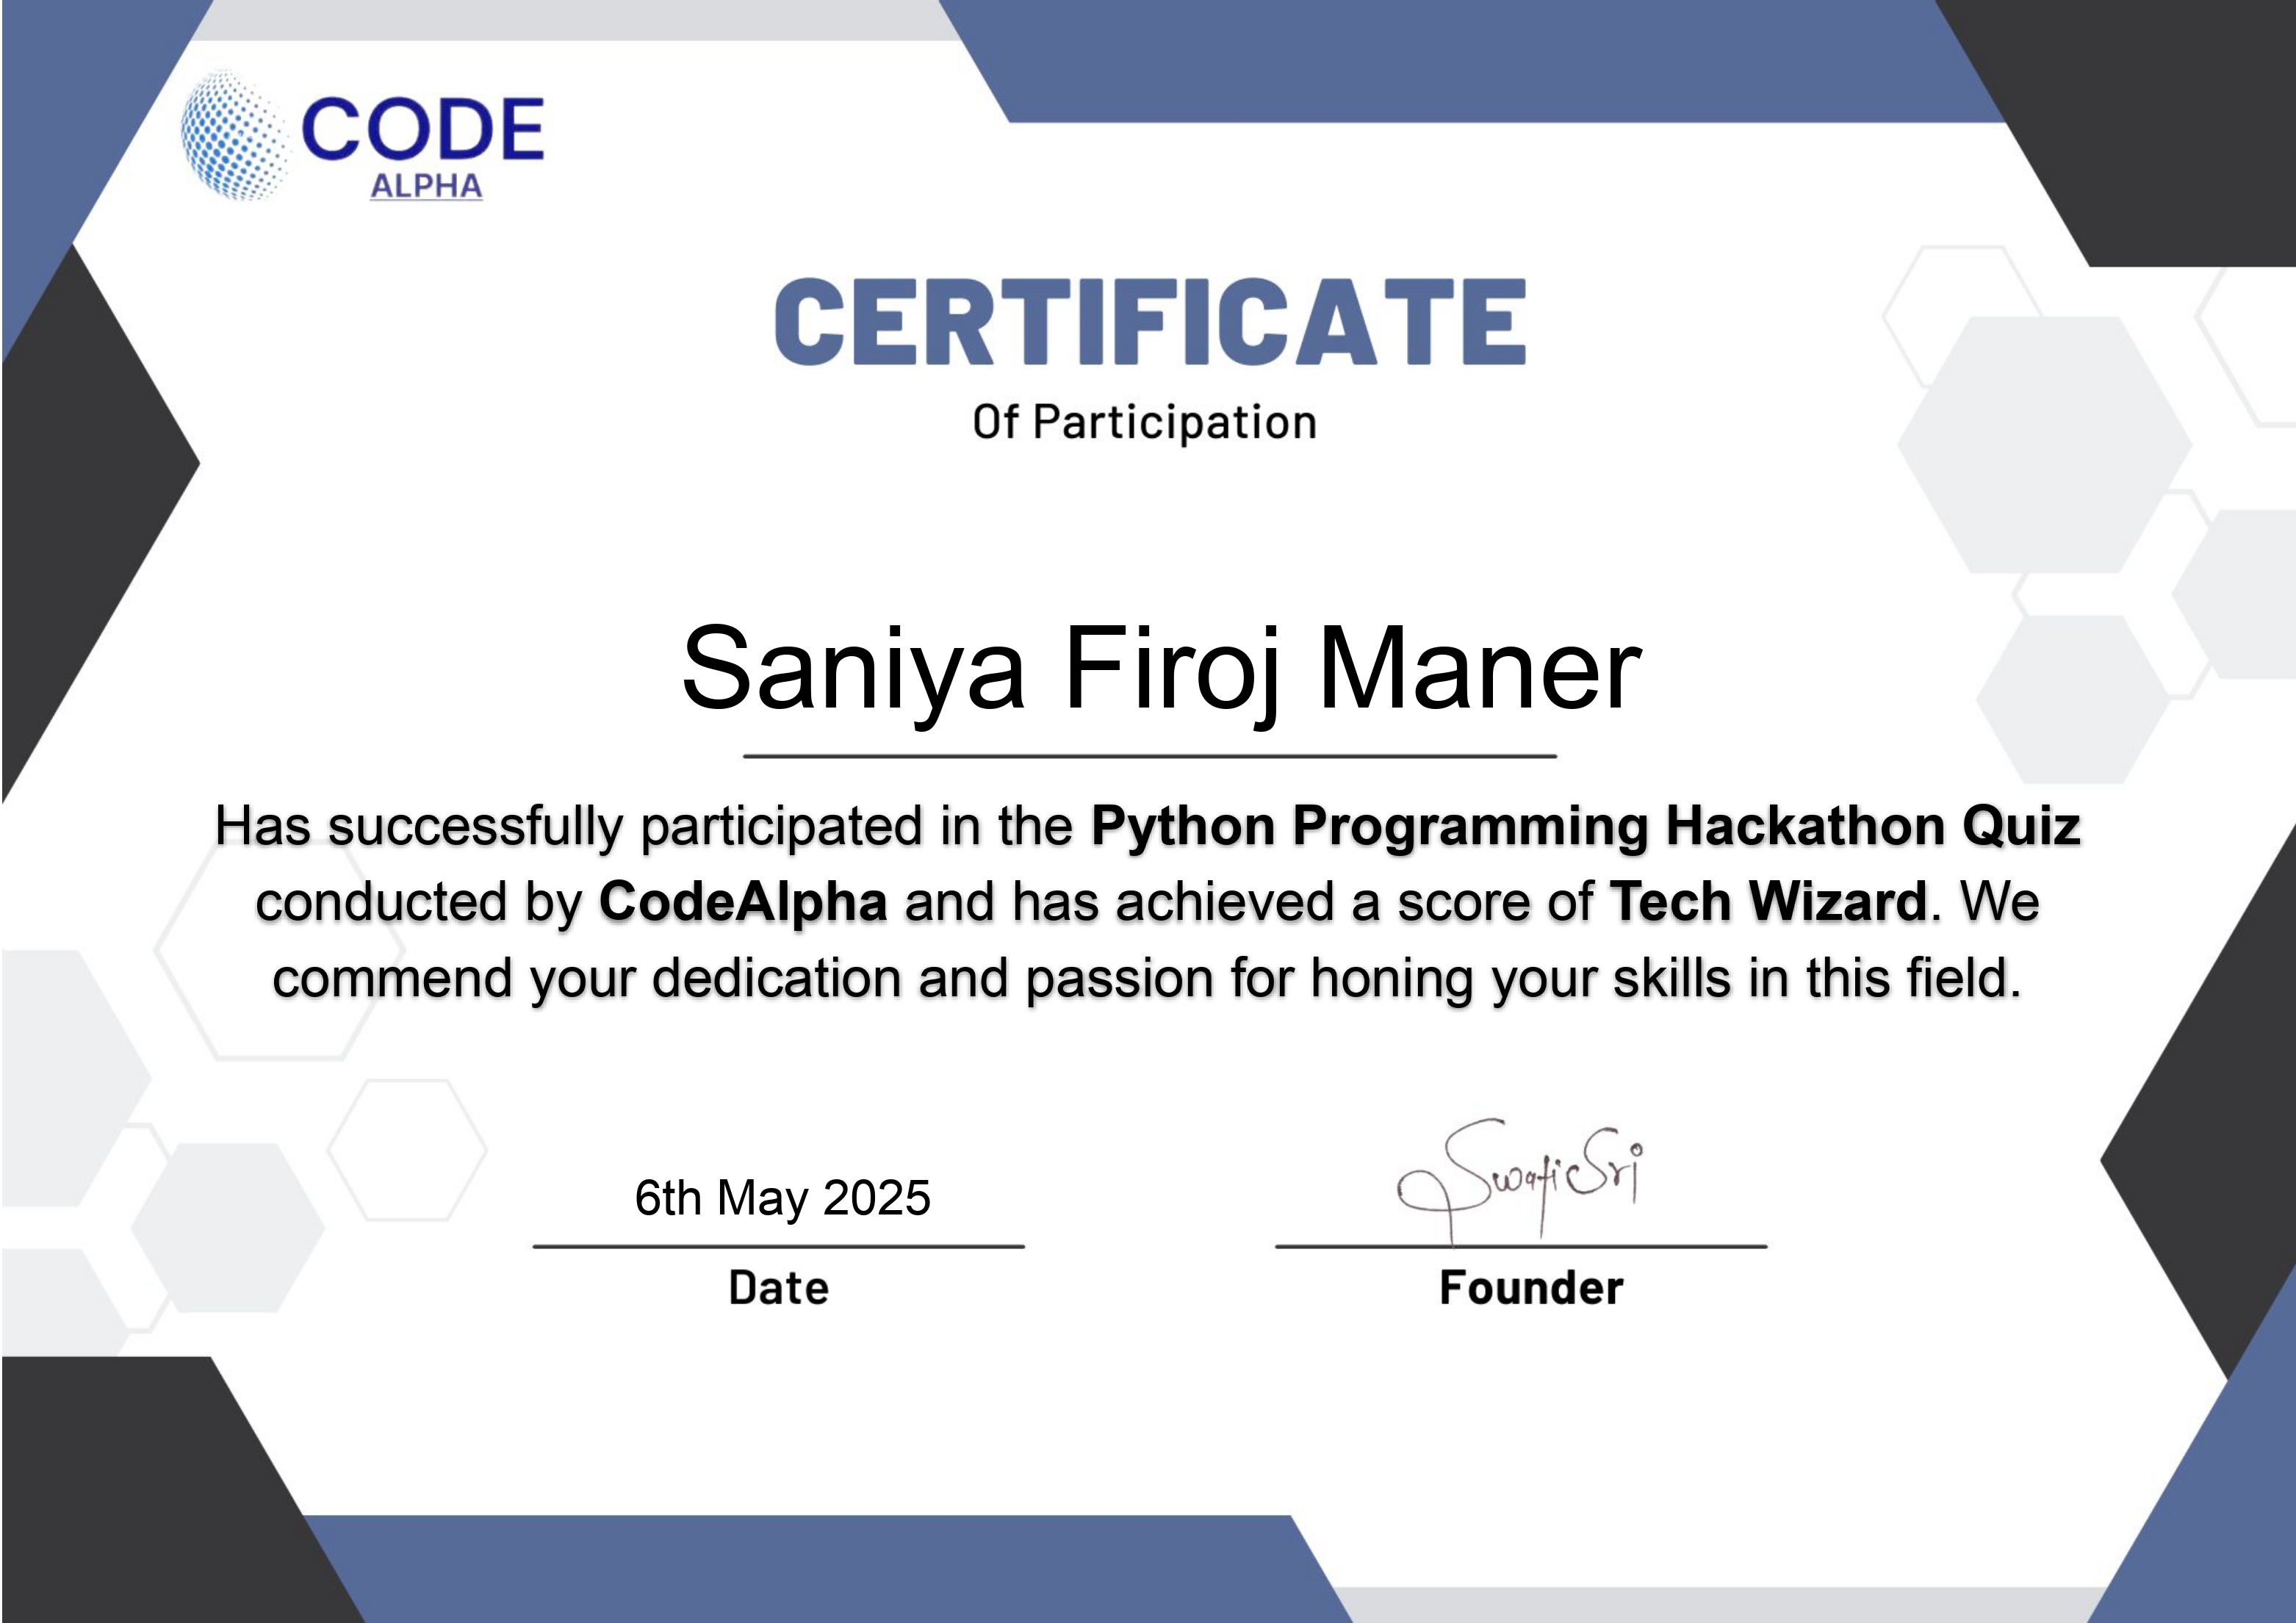 CODE
ALPHA
CERTIFICATE
Of Participation
Saniya Firoj Maner
Has successfully participated in the Python Programming Hackathon Quiz
conducted by CodeAlpha and has achieved a score of Tech Wizard. We
commend your dedication and passion for honing your skills in this field.
6th May 2025
SwatiSri
Date
Founder